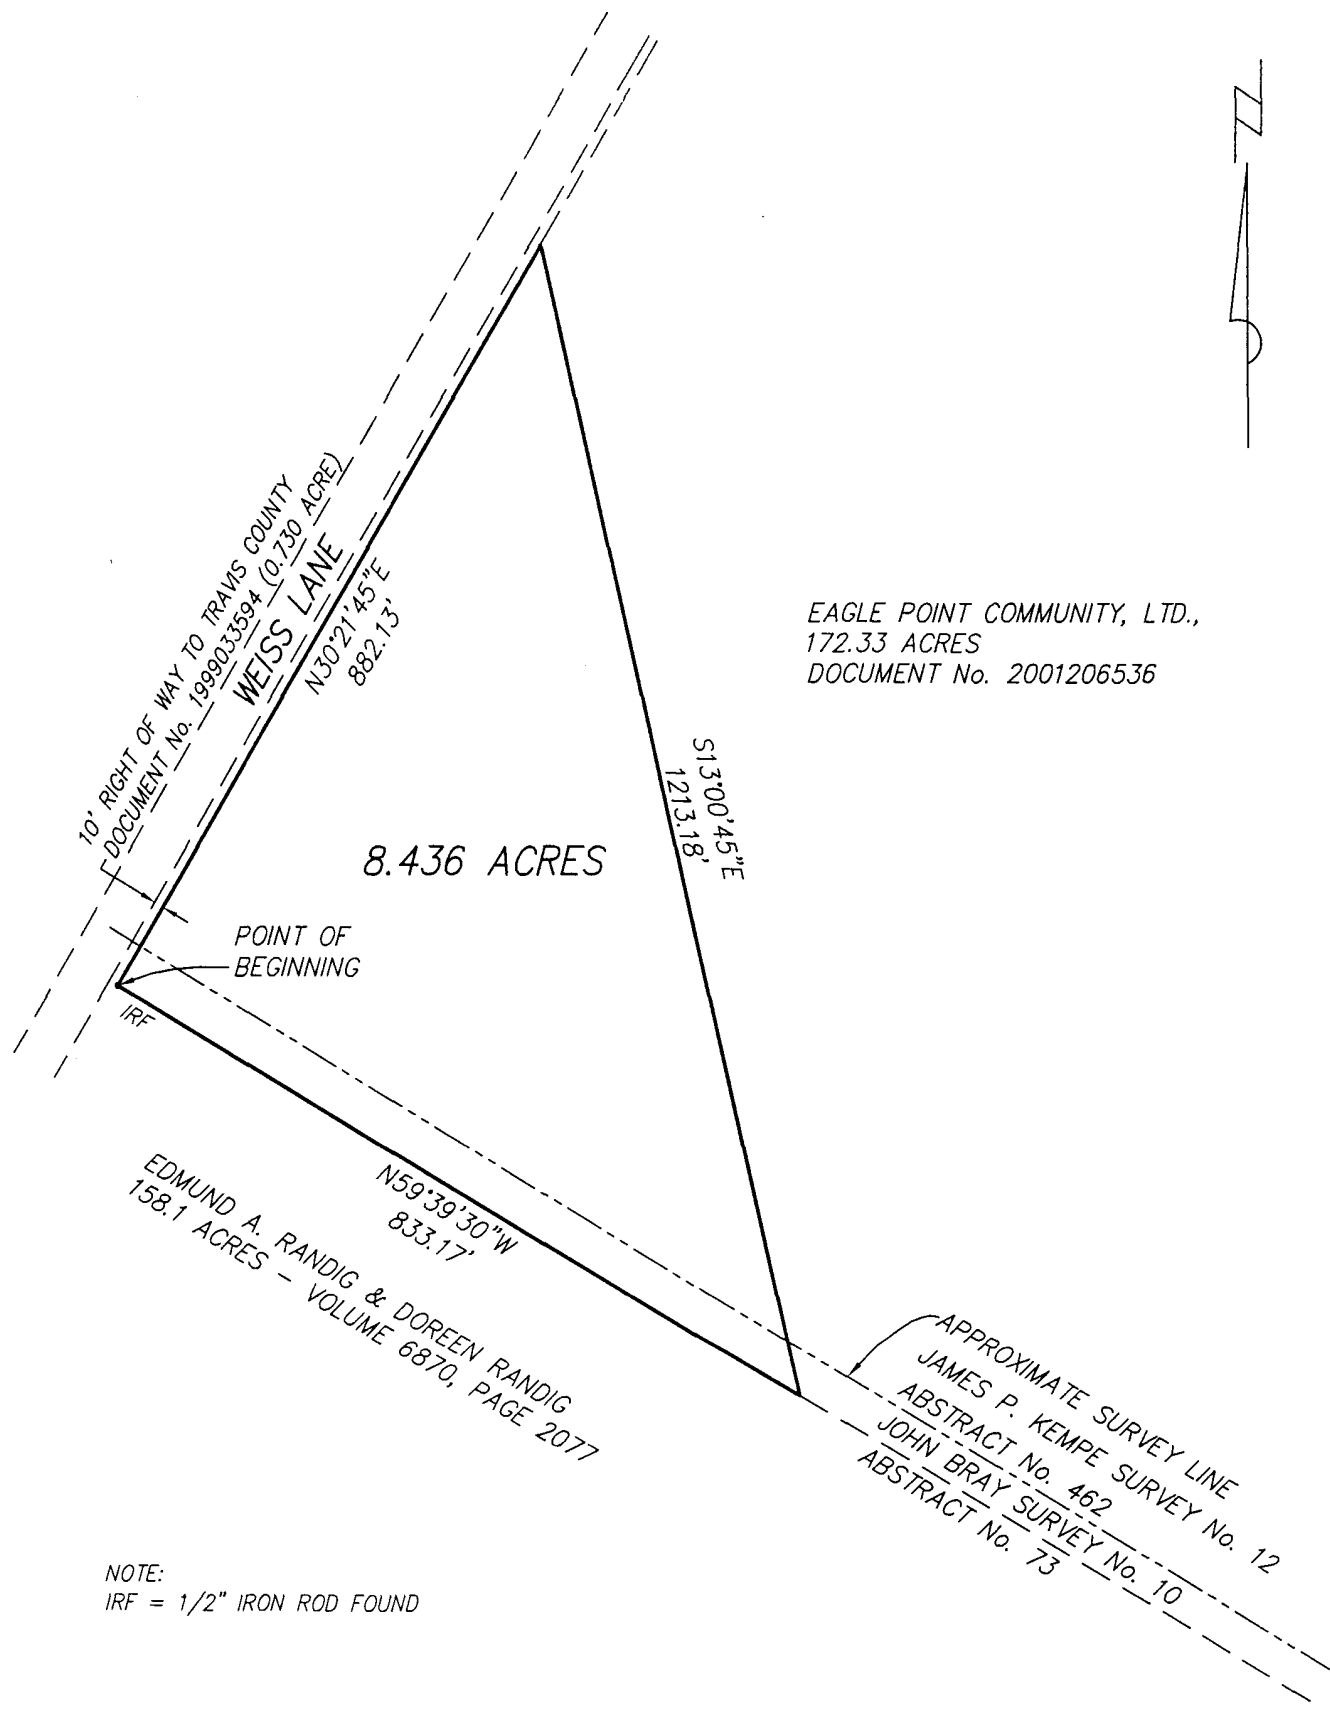 10' RIGHT OF WAY TO TRAVIS COUNTY
DOCUMENT No. 1999033594 (0.730 ACRE)
WEISS LANE
N30°21'45"E
882.13'
EAGLE POINT COMMUNITY, LTD.,
172.33 ACRES
DOCUMENT No. 2001206536
S13°00'45"E
1213.18'
8.436 ACRES
POINT OF
BEGINNING
IRF
N59°39'30"W
833.17'
EDMUND A. RANDIG & DOREEN RANDIG
158.1 ACRES - VOLUME 6870, PAGE 2077
APPROXIMATE SURVEY LINE
JAMES P. KEMPE SURVEY No. 12
ABSTRACT No. 462
JOHN BRAY SURVEY No. 10
ABSTRACT No. 73
NOTE:
IRF = 1/2" IRON ROD FOUND
N